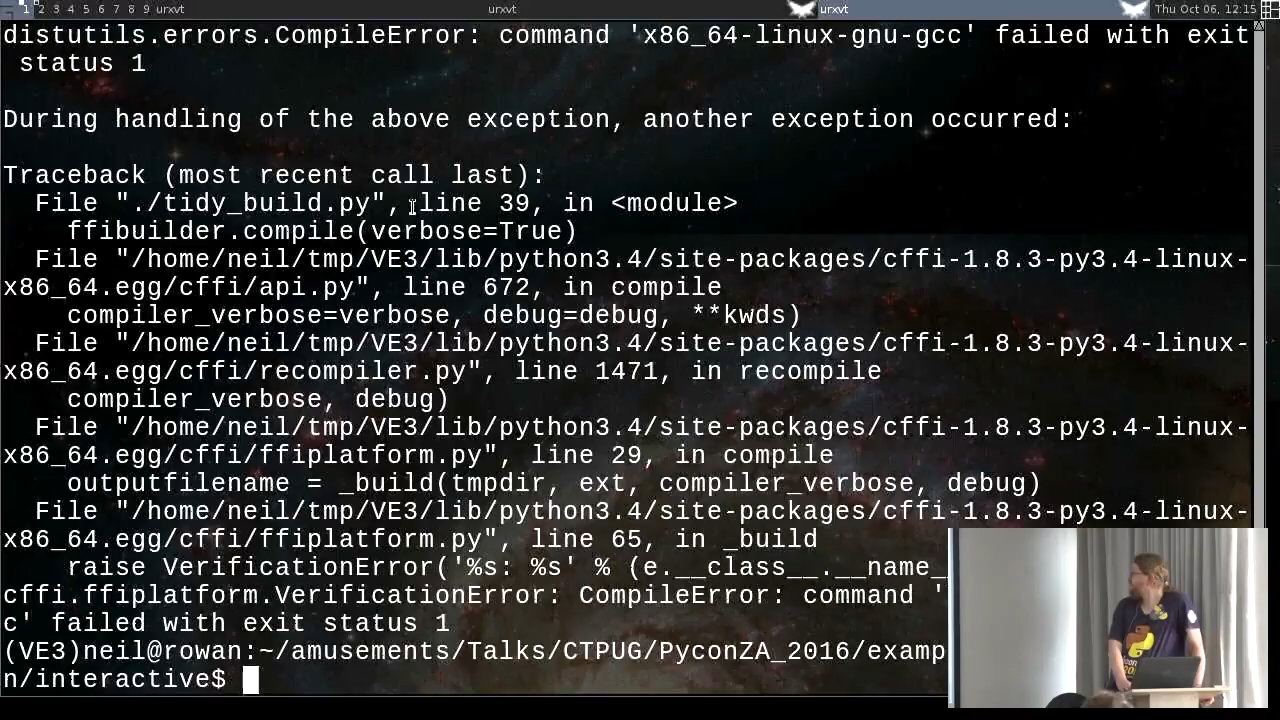 1 2 3 4 5 6 7 8 9 urxvt urxvt urxvt Thu Oct 06, 12:15
distutils.errors.CompileError: command 'x86_64-linux-gnu-gcc' failed with exit
status 1
During handling of the above exception, another exception occurred:
Traceback (most recent call last):
File "./tidy_build.py", line 39, in <module>
ffibuilder.compile(verbose=True)
File "/home/neil/tmp/VE3/lib/python3.4/site-packages/cffi-1.8.3-py3.4-linux-
x86_64.egg/cffi/api.py", line 672, in compile
compiler_verbose=verbose, debug=debug, **kwds)
File "/home/neil/tmp/VE3/lib/python3.4/site-packages/cffi-1.8.3-py3.4-linux-
x86_64.egg/cffi/recompiler.py", line 1471, in recompile
compiler_verbose, debug)
File "/home/neil/tmp/VE3/lib/python3.4/site-packages/cffi-1.8.3-py3.4-linux-
x86_64.egg/cffi/ffiplatform.py", line 29, in compile
outputfilename = _build(tmpdir, ext, compiler_verbose, debug)
File "/home/neil/tmp/VE3/lib/python3.4/site-packages/cffi-1.8.3-py3.4-linux-
x86_64.egg/cffi/ffiplatform.py", line 65, in _build
raise VerificationError('%s: %s' % (e.__class__.__name_
cffi.ffiplatform.VerificationError: CompileError: command '
c' failed with exit status 1
(VE3)neil@rowan:~/amusements/Talks/CTPUG/PyconZA_2016/examp
n/interactive$